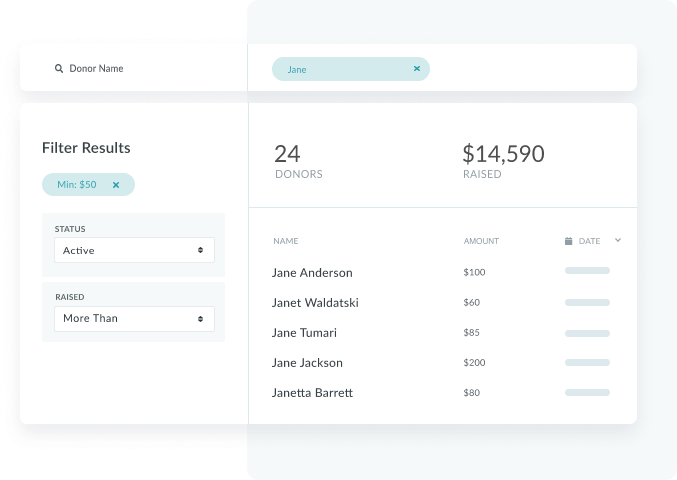 Donor Name
Jane
Filter Results
Min: $50
STATUS
Active
RAISED
More Than
24
DONORS
$14,590
RAISED
NAME AMOUNT DATE
Jane Anderson $100
Janet Waldatski $60
Jane Tumari $85
Jane Jackson $200
Janetta Barrett $80